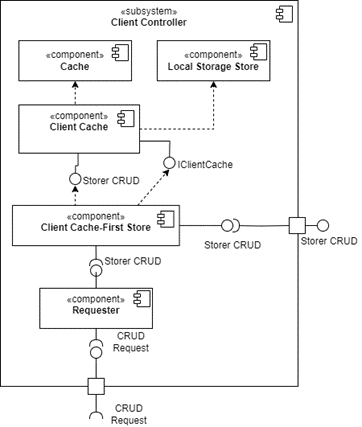 «subsystem»
Client Controller
«component»
Cache
«component»
Local Storage Store
«component»
Client Cache
IClientCache
Storer CRUD
«component»
Client Cache-First Store
Storer CRUD
Storer CRUD
Storer CRUD
«component»
Requester
CRUD
Request
CRUD
Request